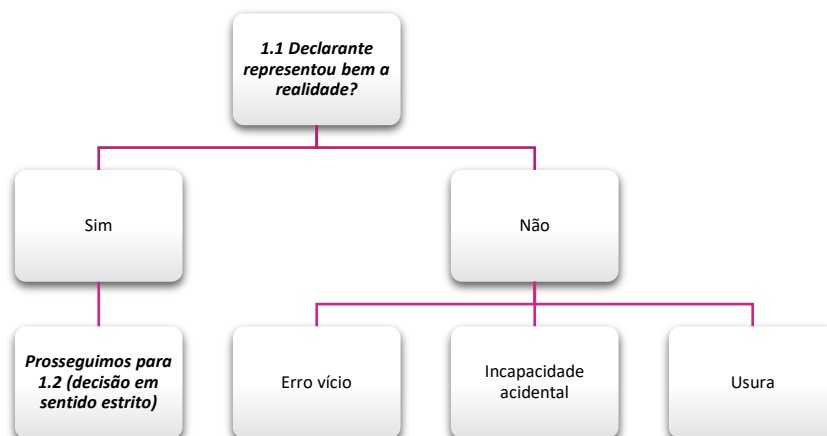 1.1 Declarante
representou bem a
realidade?
Sim
Não
Prosseguimos para
1.2 (decisão em
sentido estrito)
Erro vício
Incapacidade
acidental
Usura